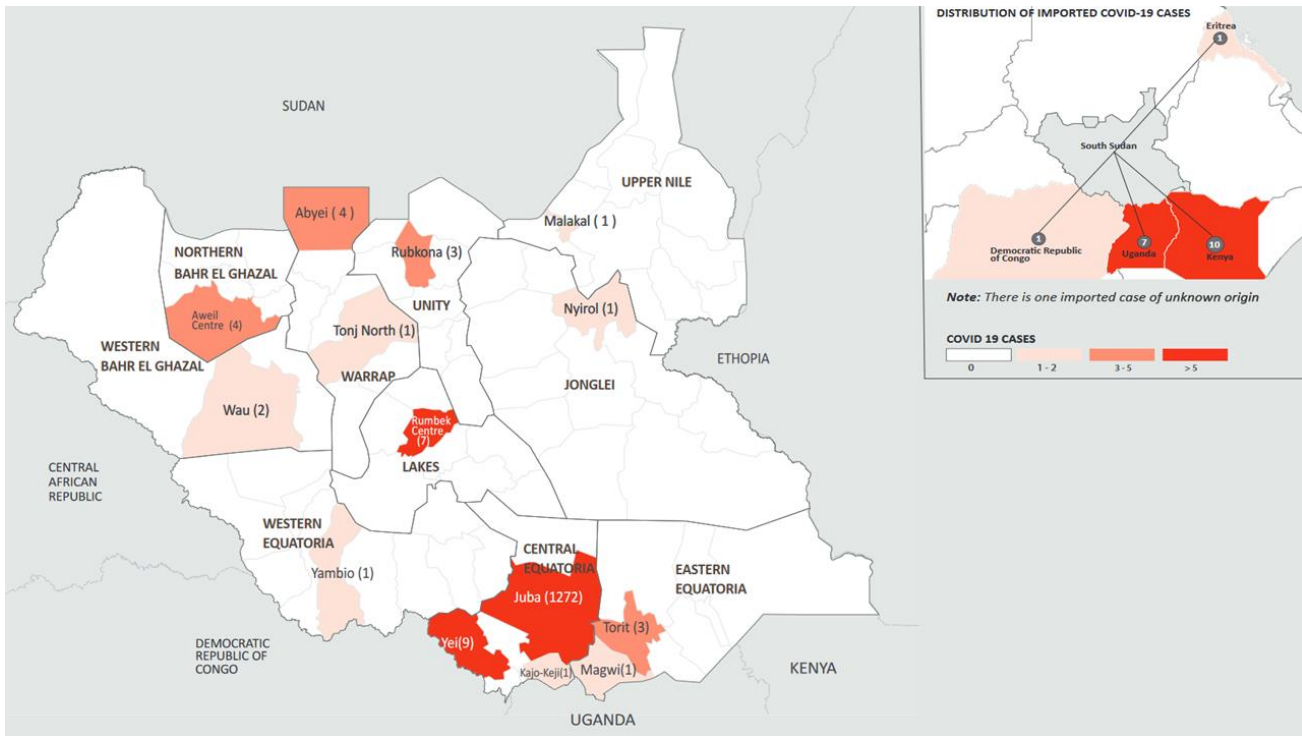 SUDAN
UPPER NILE
Abyei ( 4 )
Malakal ( 1 )
NORTHERN
BAHR EL GHAZAL
Rubkona (3)
UNITY
Aweil
Centre (4)
Nyirol (1)
Tonj North (1)
WESTERN
BAHR EL GHAZAL
ETHOPIA
WARRAP
JONGLEI
Wau (2)
Rumbek
Centre
(7)
LAKES
CENTRAL
AFRICAN
REPUBLIC
WESTERN
EQUATORIA
CENTRAL
EQUATORIA
EASTERN
EQUATORIA
Yambio (1)
Juba (1272)
Torit (3)
Yei(9)
DEMOCRATIC
REPUBLIC OF
CONGO
Kajo-Keji(1)
Magwi(1)
KENYA
UGANDA
DISTRIBUTION OF IMPORTED COVID-19 CASES
Eritrea
1
South Sudan
1
Democratic Republic
of Congo
7
Uganda
10
Kenya
Note: There is one imported case of unknown origin
COVID 19 CASES
0
1 - 2
3 - 5
> 5